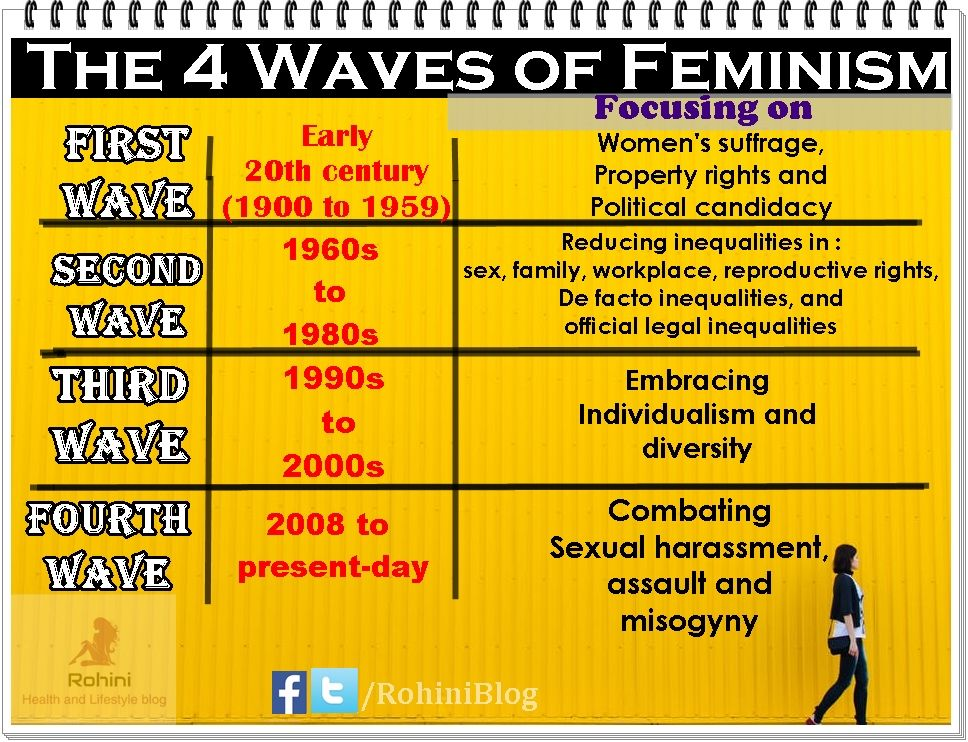 THE 4 WAVES OF FEMINISM
Focusing on
FIRST
WAVE
Early
20th century
(1900 to 1959)
Women's suffrage,
Property rights and
Political candidacy
SECOND
WAVE
1960s
to
1980s
Reducing inequalities in :
sex, family, workplace, reproductive rights,
De facto inequalities, and
official legal inequalities
THIRD
WAVE
1990s
to
2000s
Embracing
Individualism and
diversity
FOURTH
WAVE
2008 to
present-day
Combating
Sexual harassment,
assault and
misogyny
Rohini
Health and Lifestyle blog
/RohiniBlog